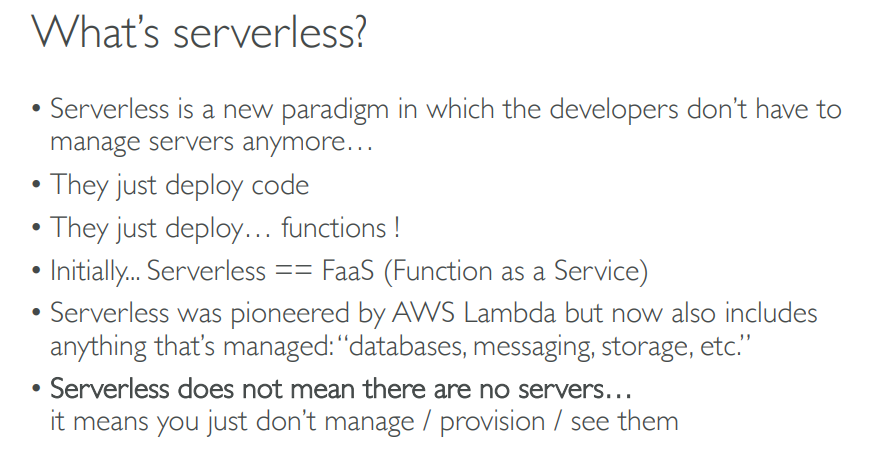 What's serverless?
• Serverless is a new paradigm in which the developers don't have to
manage servers anymore…
• They just deploy code
• They just deploy… functions !
• Initially... Serverless == FaaS (Function as a Service)
• Serverless was pioneered by AWS Lambda but now also includes
anything that's managed: “databases, messaging, storage, etc.”
• Serverless does not mean there are no servers…
it means you just don't manage / provision / see them